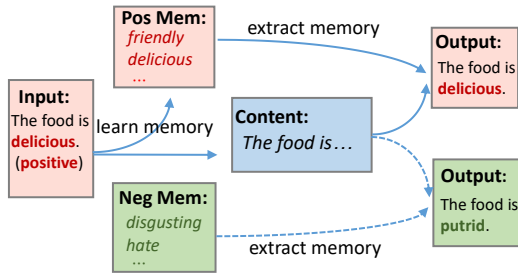 Pos Mem:
friendly
delicious
...
extract memory
Input:
The food is
delicious.
(positive)
learn memory
Content:
The food is...
Output:
The food is
delicious.
Neg Mem:
disgusting
hate
...
extract memory
Output:
The food is
putrid.